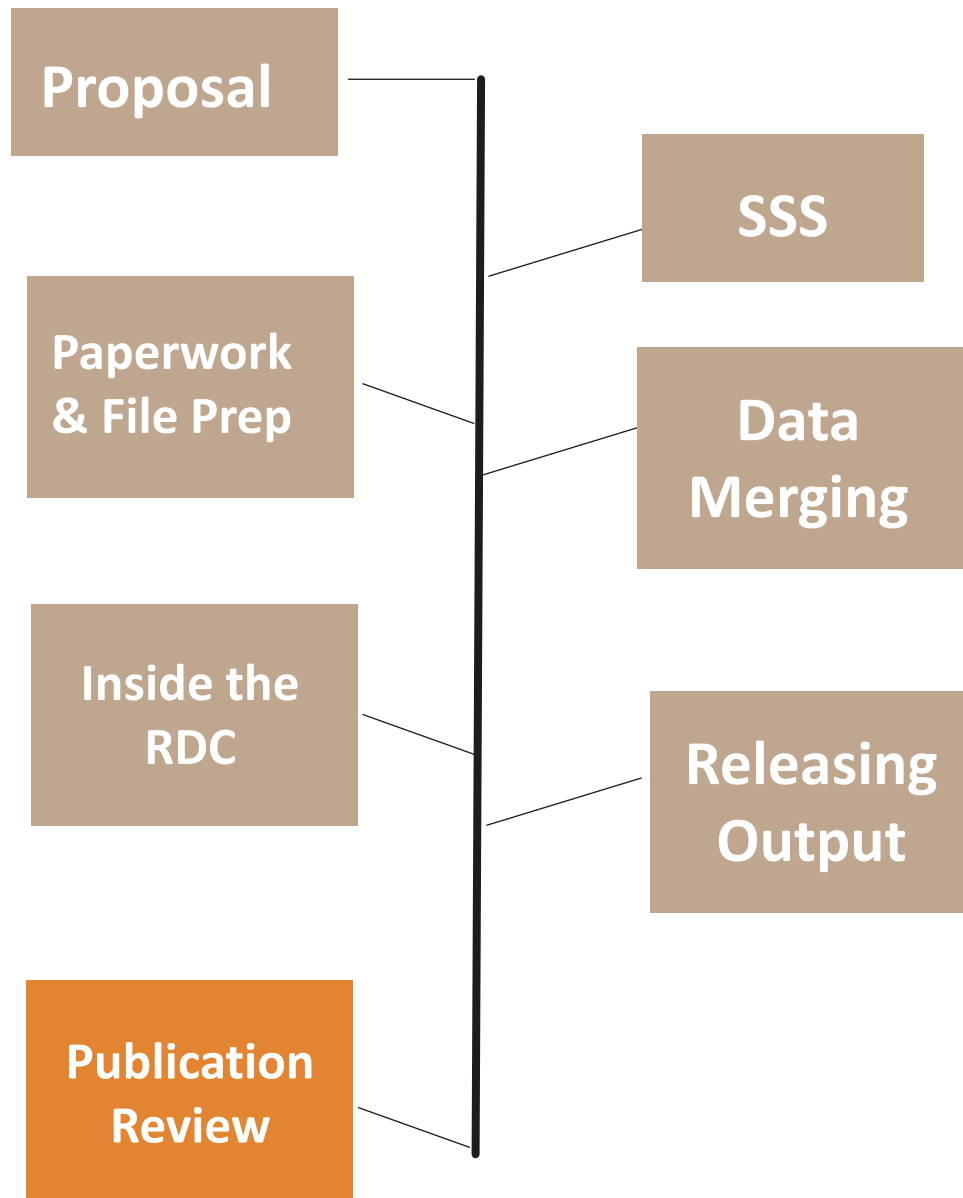 Proposal
SSS
Paperwork
& File Prep
Data
Merging
Inside the
RDC
Releasing
Output
Publication
Review